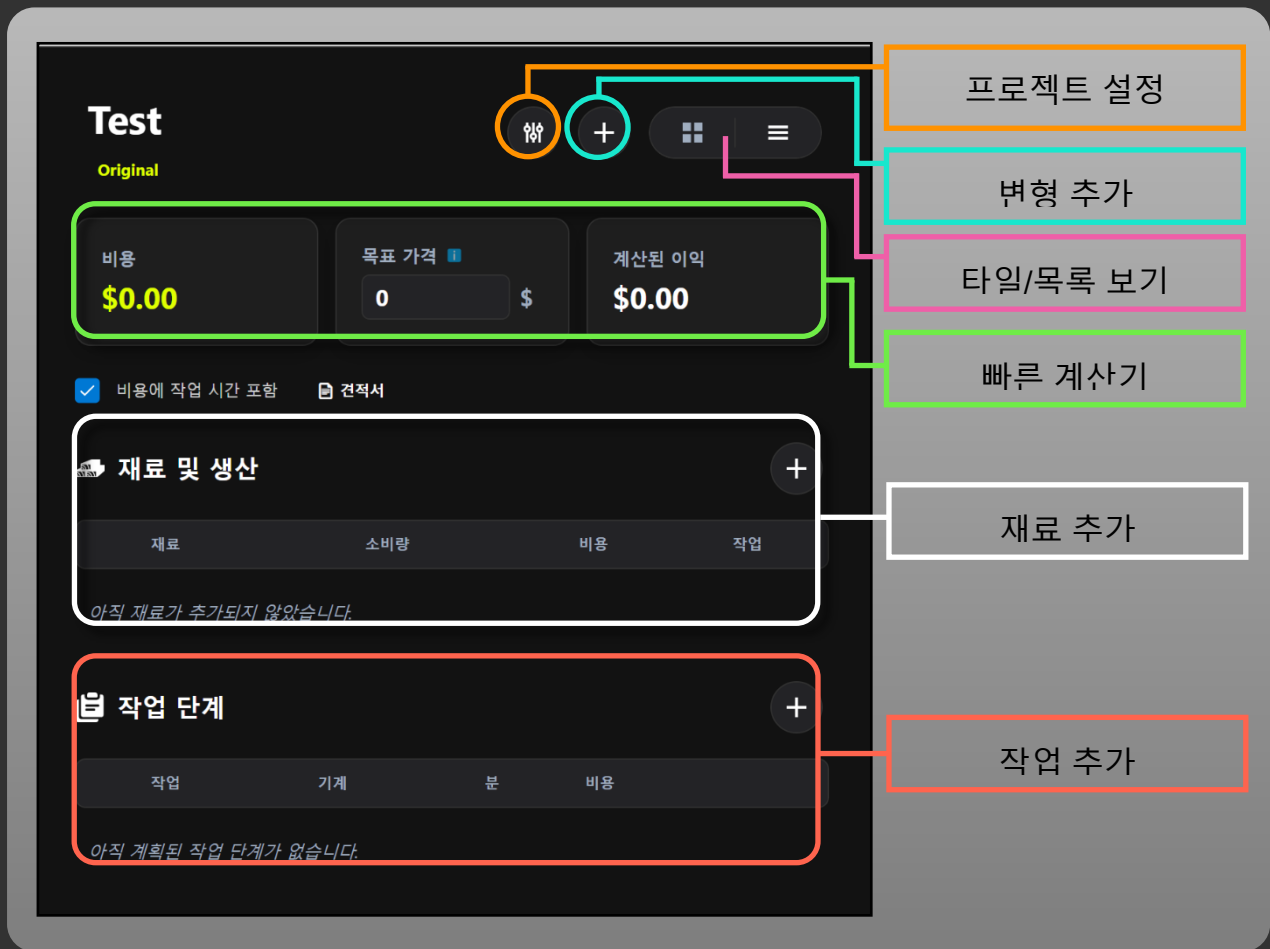 Test
Original
프로젝트 설정
변형 추가
타일/목록 보기
빠른 계산기
비용
$0.00
목표 가격 i
0 $
계산된 이익
$0.00
비용에 작업 시간 포함
견적서
재료 및 생산
재료 소비량 비용 작업
아직 재료가 추가되지 않았습니다.
재료 추가
작업 단계
작업 기계 분 비용
아직 계획된 작업 단계가 없습니다.
작업 추가